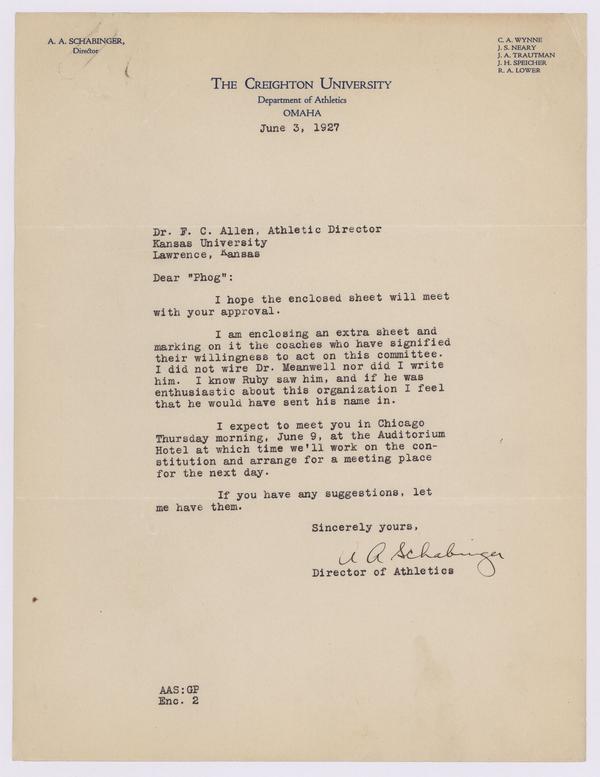 A. A. SCHABINGER,
Director
C. A. WYNNE
J. S. NEARY
J. A. TRAUTMAN
J. H. SPEICHER
R. A. LOWER
THE CREIGHTON UNIVERSITY
Department of Athletics
OMAHA
June 3, 1927
Dr. F. C. Allen, Athletic Director
Kansas University
Lawrence, Kansas
Dear "Phog":
I hope the enclosed sheet will meet
with your approval.
I am enclosing an extra sheet and
marking on it the coaches who have signified
their willingness to act on this committee.
I did not wire Dr. Meanwell nor did I write
him. I know Ruby saw him, and if he was
enthusiastic about this organization I feel
that he would have sent his name in.
I expect to meet you in Chicago
Thursday morning, June 9, at the Auditorium
Hotel at which time we'll work on the con-
stitution and arrange for a meeting place
for the next day.
If you have any suggestions, let
me have them.
Sincerely yours,
A A Schabinger
Director of Athletics
AAS:GP
Enc. 2